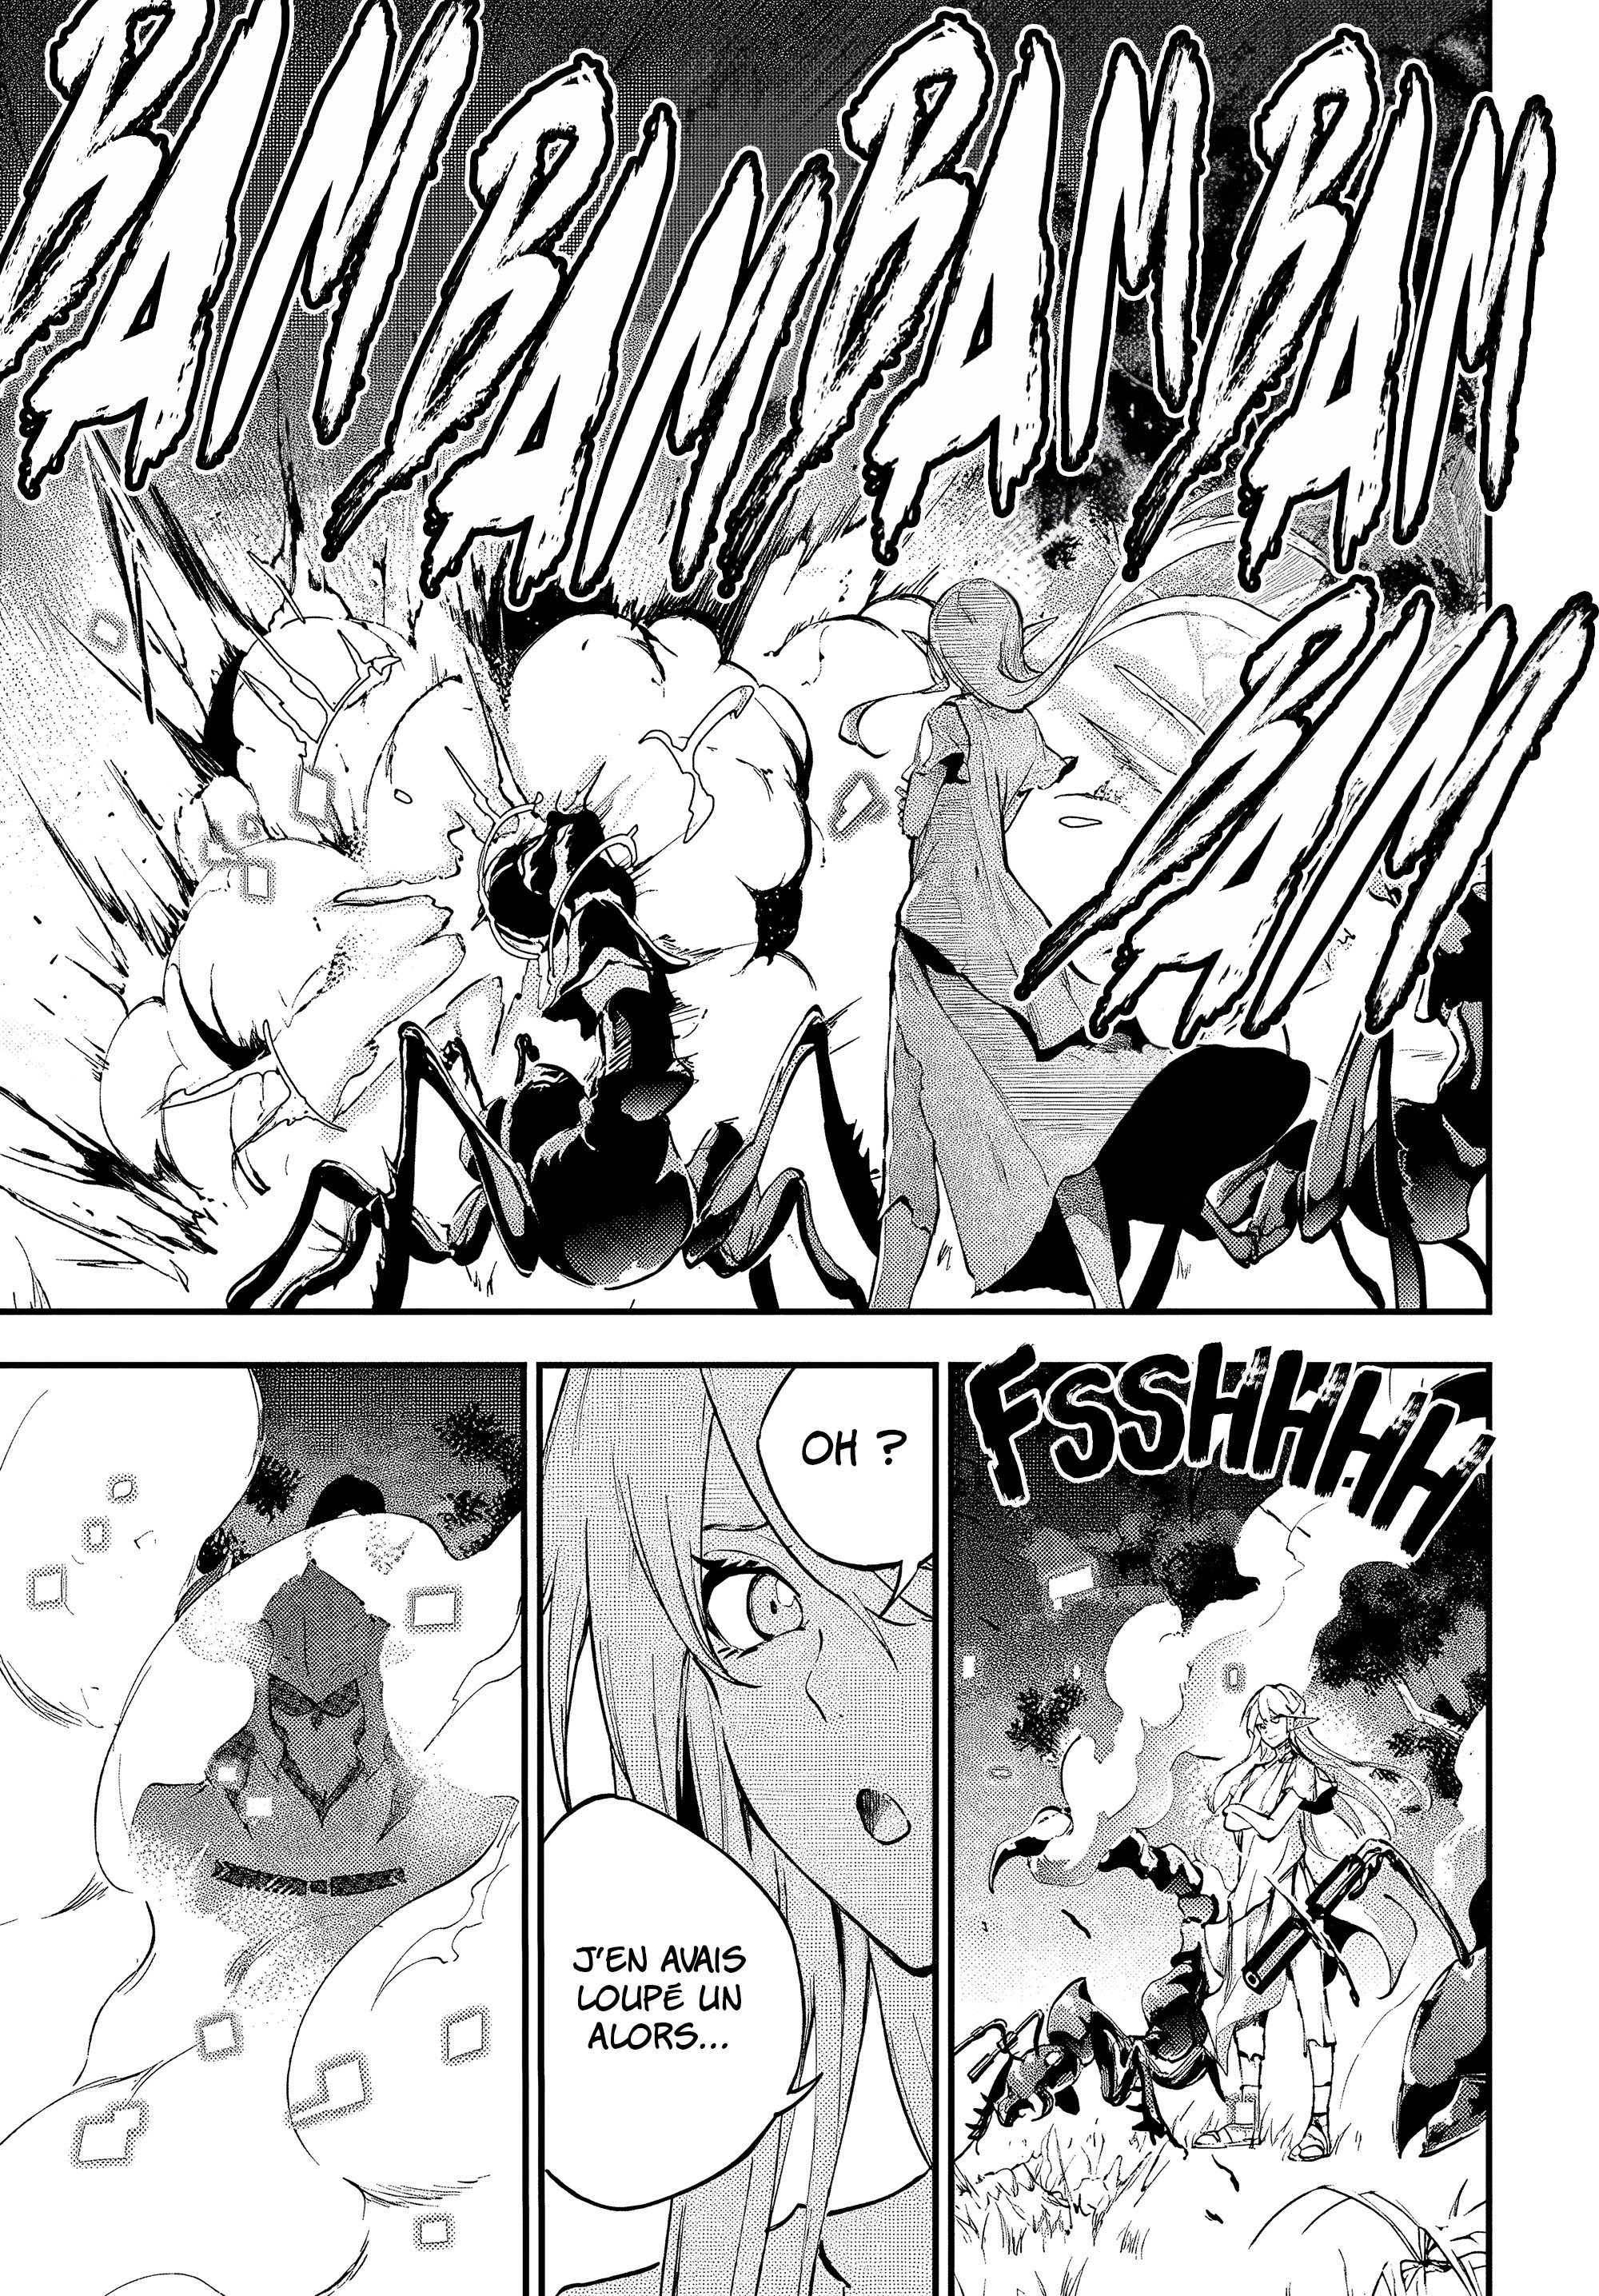 BAM BAM BAM BAM
BAM
FSSHHHH
OH ?
J'EN AVAIS
LOUPÉ UN
ALORS...